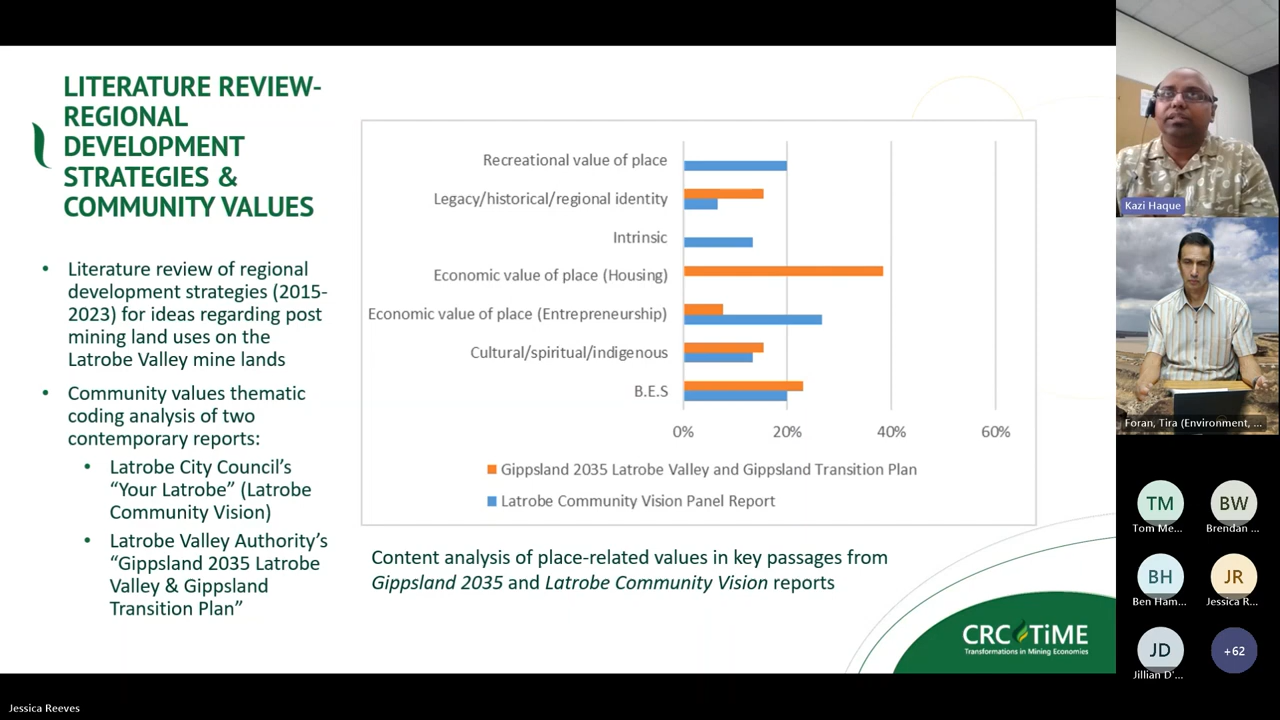 LITERATURE REVIEW-
REGIONAL
DEVELOPMENT
STRATEGIES &
COMMUNITY VALUES
• Literature review of regional
development strategies (2015-
2023) for ideas regarding post
mining land uses on the
Latrobe Valley mine lands
• Community values thematic
coding analysis of two
contemporary reports:
• Latrobe City Council’s
“Your Latrobe” (Latrobe
Community Vision)
• Latrobe Valley Authority’s
“Gippsland 2035 Latrobe
Valley & Gippsland
Transition Plan”
Recreational value of place
Legacy/historical/regional identity
Intrinsic
Economic value of place (Housing)
Economic value of place (Entrepreneurship)
Cultural/spiritual/indigenous
B.E.S
0% 20% 40% 60%
Gippsland 2035 Latrobe Valley and Gippsland Transition Plan
Latrobe Community Vision Panel Report
Content analysis of place-related values in key passages from
Gippsland 2035 and Latrobe Community Vision reports
CRC TiME
Transformations in Mining Economies
Kazi Haque
Foran, Tira (Environment, ...
TM BW
Tom Me... Brendan ...
BH JR
Ben Ham... Jessica R...
JD +62
Jillian D'...
Jessica Reeves